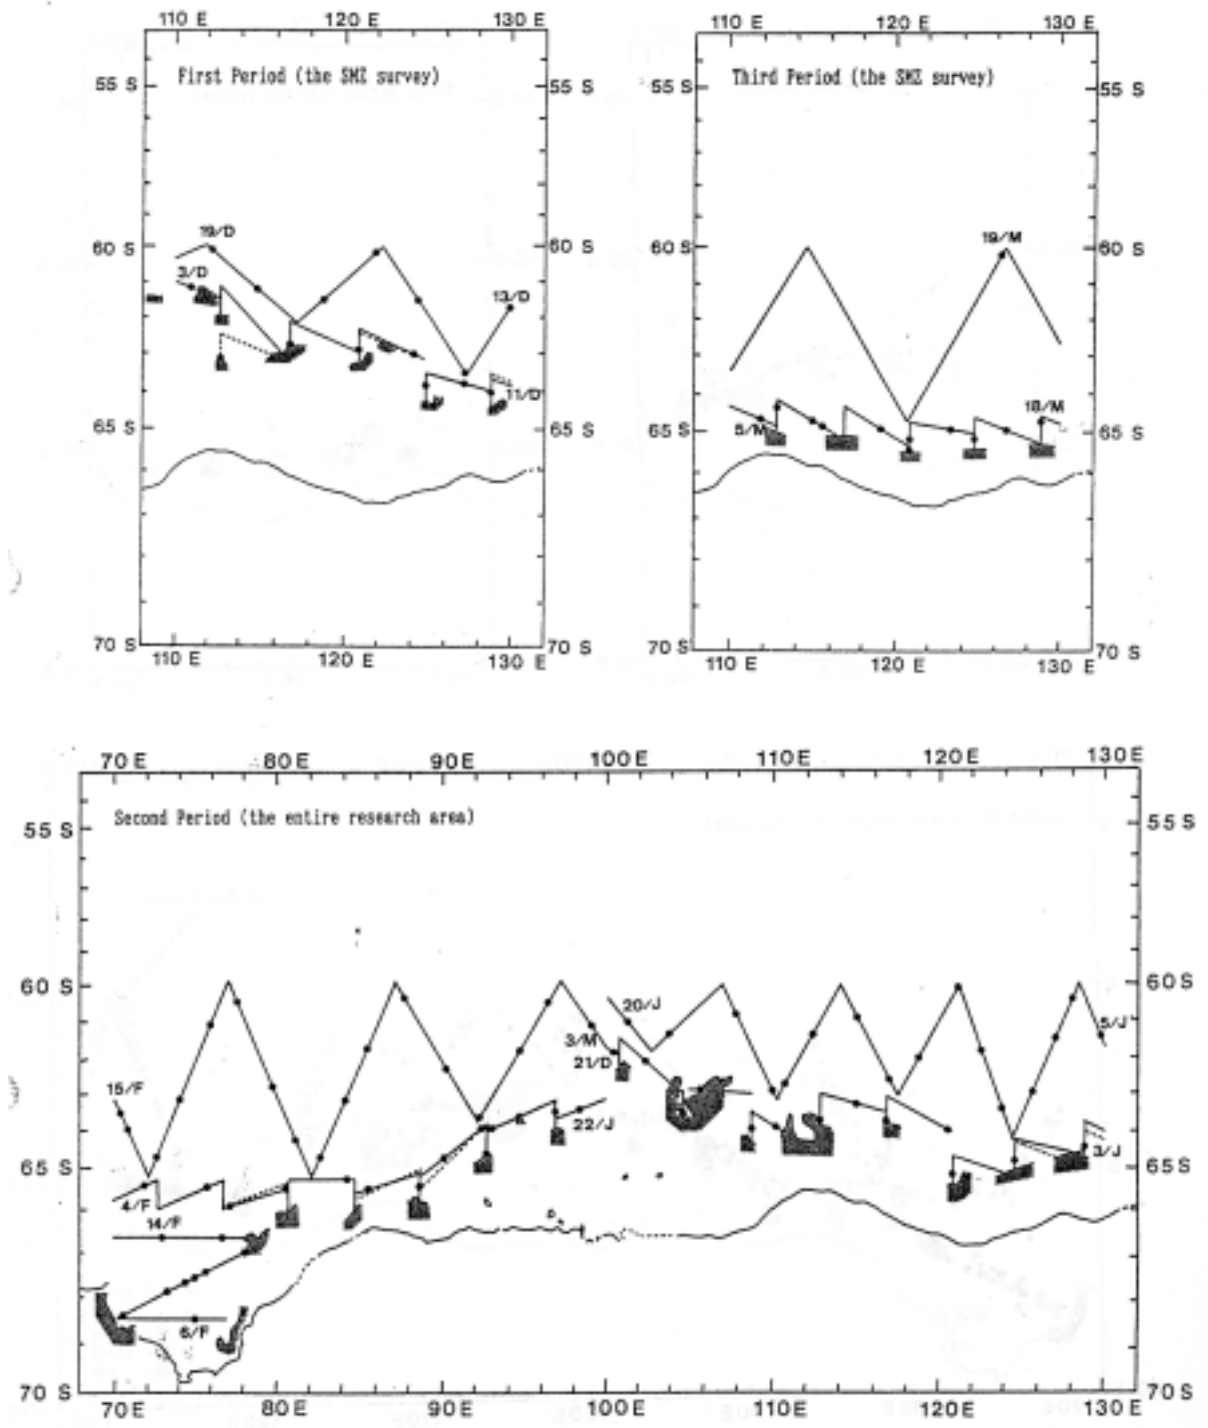 110 E 120 E 130 E
First Period (the SMZ survey)
55 S 55 S
60 S 60 S
19/D
3/D
13/D
11/D
65 S 65 S
70 S 70 S
110 E 120 E 130 E
110 E 120 E 130 E
Third Period (the SMZ survey)
55 S 55 S
19/M
60 S 60 S
18/M
5/M
65 S 65 S
70 S 70 S
110 E 120 E 130 E
70 E 80 E 90 E 100 E 110 E 120 E 130 E
Second Period (the entire research area)
55 S 55 S
60 S 60 S
20/J
5/J
3/M
21/D
15/F
22/J
3/J
65 S 65 S
4/F
14/F
6/F
70 S 70 S
70 E 80 E 90 E 100 E 110 E 120 E 130 E